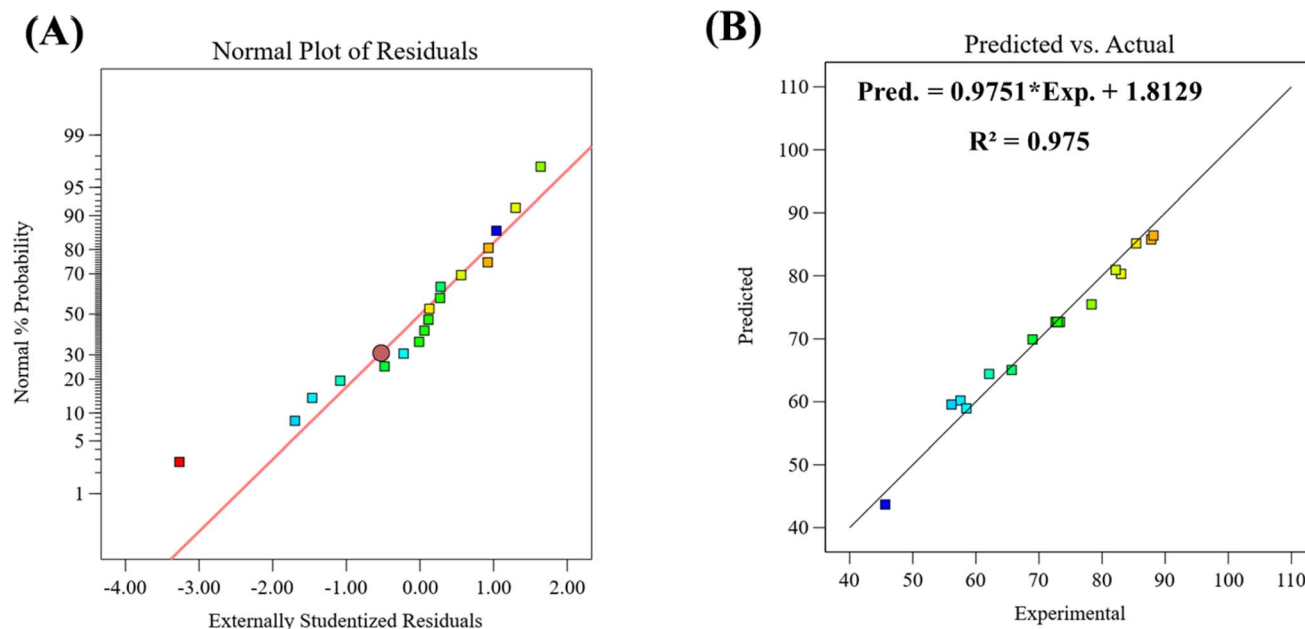 (A)
Normal Plot of Residuals
Normal % Probability
99
95
90
80
70
50
30
20
10
5
1
-4.00 -3.00 -2.00 -1.00 0.00 1.00 2.00
Externally Studentized Residuals
(B)
Predicted vs. Actual
Pred. = 0.9751*Exp. + 1.8129
R² = 0.975
Predicted
110
100
90
80
70
60
50
40
40 50 60 70 80 90 100 110
Experimental